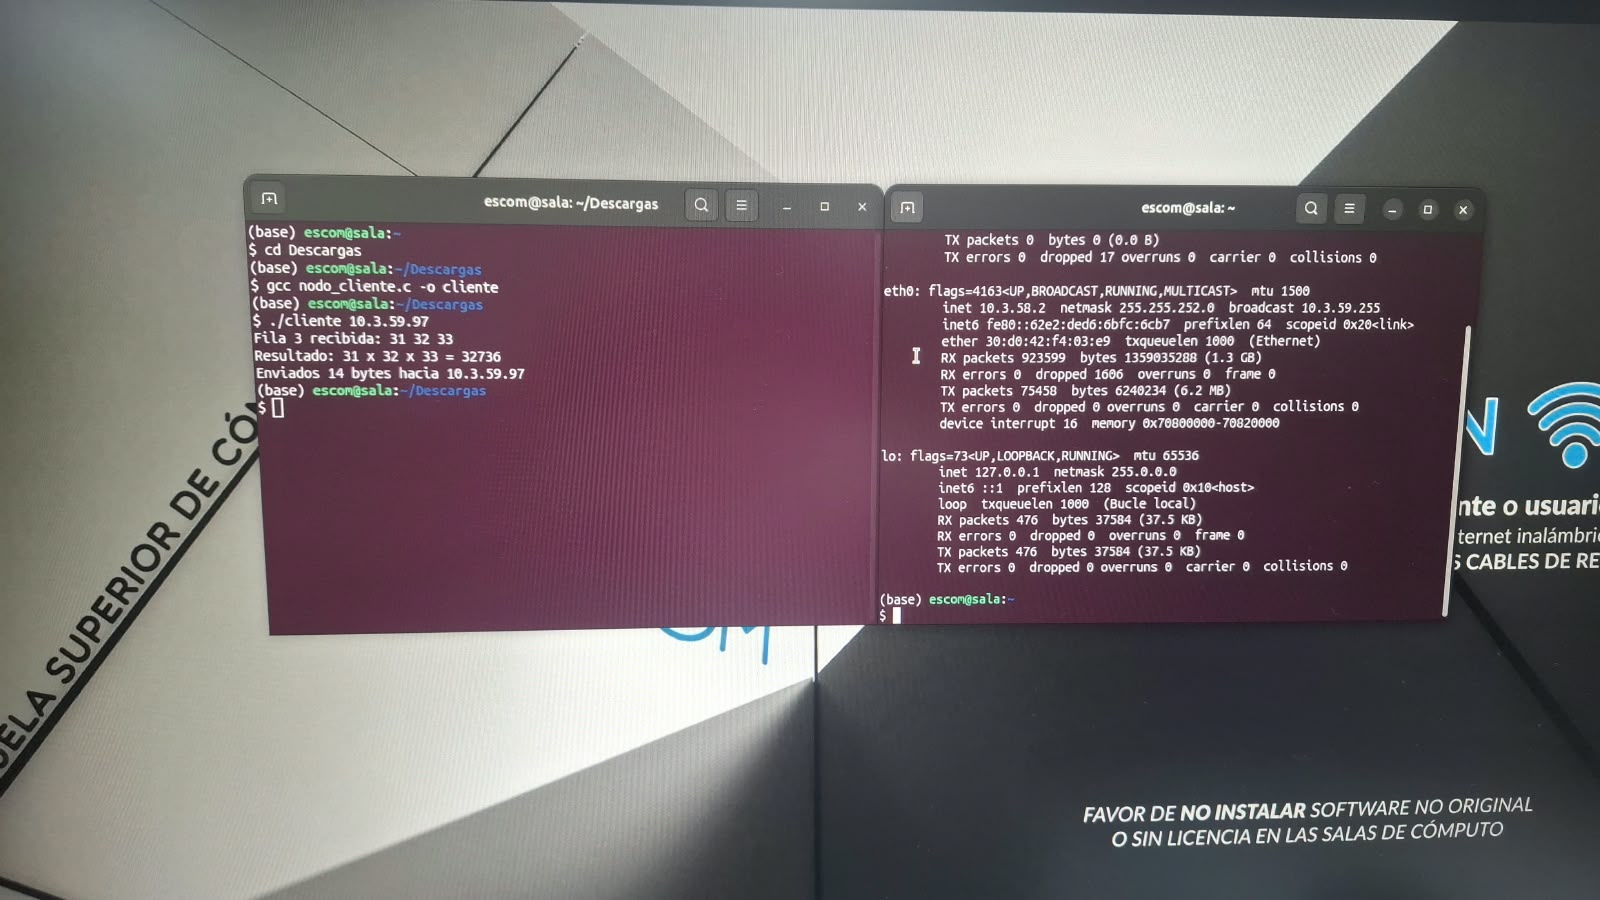 escom@sala: ~/Descargas
(base) escom@sala:~
$ cd Descargas
(base) escom@sala:~/Descargas
$ gcc nodo_cliente.c -o cliente
(base) escom@sala:~/Descargas
$ ./cliente 10.3.59.97
Fila 3 recibida: 31 32 33
Resultado: 31 x 32 x 33 = 32736
Enviados 14 bytes hacia 10.3.59.97
(base) escom@sala:~/Descargas
$
escom@sala: ~
TX packets 0  bytes 0 (0.0 B)
TX errors 0  dropped 17 overruns 0  carrier 0  collisions 0
eth0: flags=4163<UP,BROADCAST,RUNNING,MULTICAST>  mtu 1500
inet 10.3.58.2  netmask 255.255.252.0  broadcast 10.3.59.255
inet6 fe80::62e2:ded6:6bfc:6cb7  prefixlen 64  scopeid 0x20<link>
ether 30:d0:42:f4:03:e9  txqueuelen 1000  (Ethernet)
RX packets 923599  bytes 1359035288 (1.3 GB)
RX errors 0  dropped 1606  overruns 0  frame 0
TX packets 75458  bytes 6240234 (6.2 MB)
TX errors 0  dropped 0 overruns 0  carrier 0  collisions 0
device interrupt 16  memory 0x70800000-70820000
lo: flags=73<UP,LOOPBACK,RUNNING>  mtu 65536
inet 127.0.0.1  netmask 255.0.0.0
inet6 ::1  prefixlen 128  scopeid 0x10<host>
loop  txqueuelen 1000  (Bucle local)
RX packets 476  bytes 37584 (37.5 KB)
RX errors 0  dropped 0  overruns 0  frame 0
TX packets 476  bytes 37584 (37.5 KB)
TX errors 0  dropped 0 overruns 0  carrier 0  collisions 0
(base) escom@sala:~
$
UELA SUPERIOR DE CÓ
N
nte o usuari
ternet inalámbri
S CABLES DE RE
FAVOR DE NO INSTALAR SOFTWARE NO ORIGINAL
O SIN LICENCIA EN LAS SALAS DE CÓMPUTO